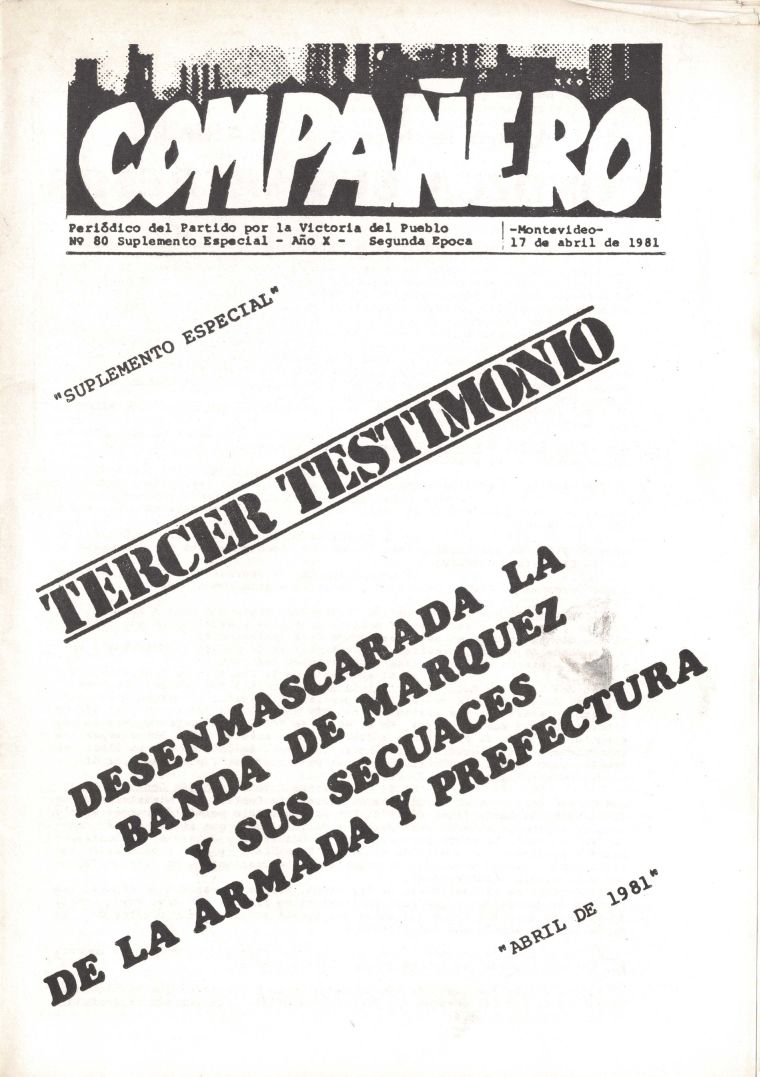 COMPAÑERO
Periódico del Partido por la Victoria del Pueblo
Nº 80 Suplemento Especial - Año X - Segunda Epoca
-Montevideo-
17 de abril de 1981
"SUPLEMENTO ESPECIAL"
TERCER TESTIMONIO
DESENMASCARADA LA
BANDA DE MARQUEZ
Y SUS SECUACES
DE LA ARMADA Y PREFECTURA
"ABRIL DE 1981"